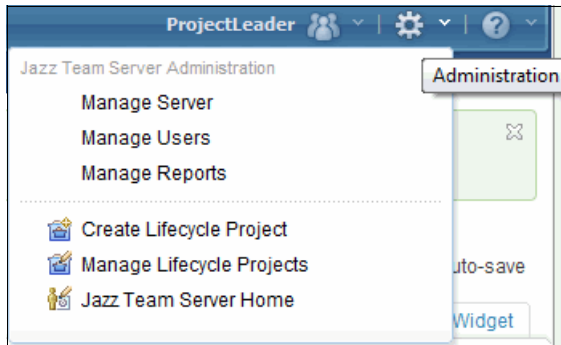 ProjectLeader
Jazz Team Server Administration
Administration
Manage Server
Manage Users
Manage Reports
Create Lifecycle Project
Manage Lifecycle Projects
uto-save
Jazz Team Server Home
Widget